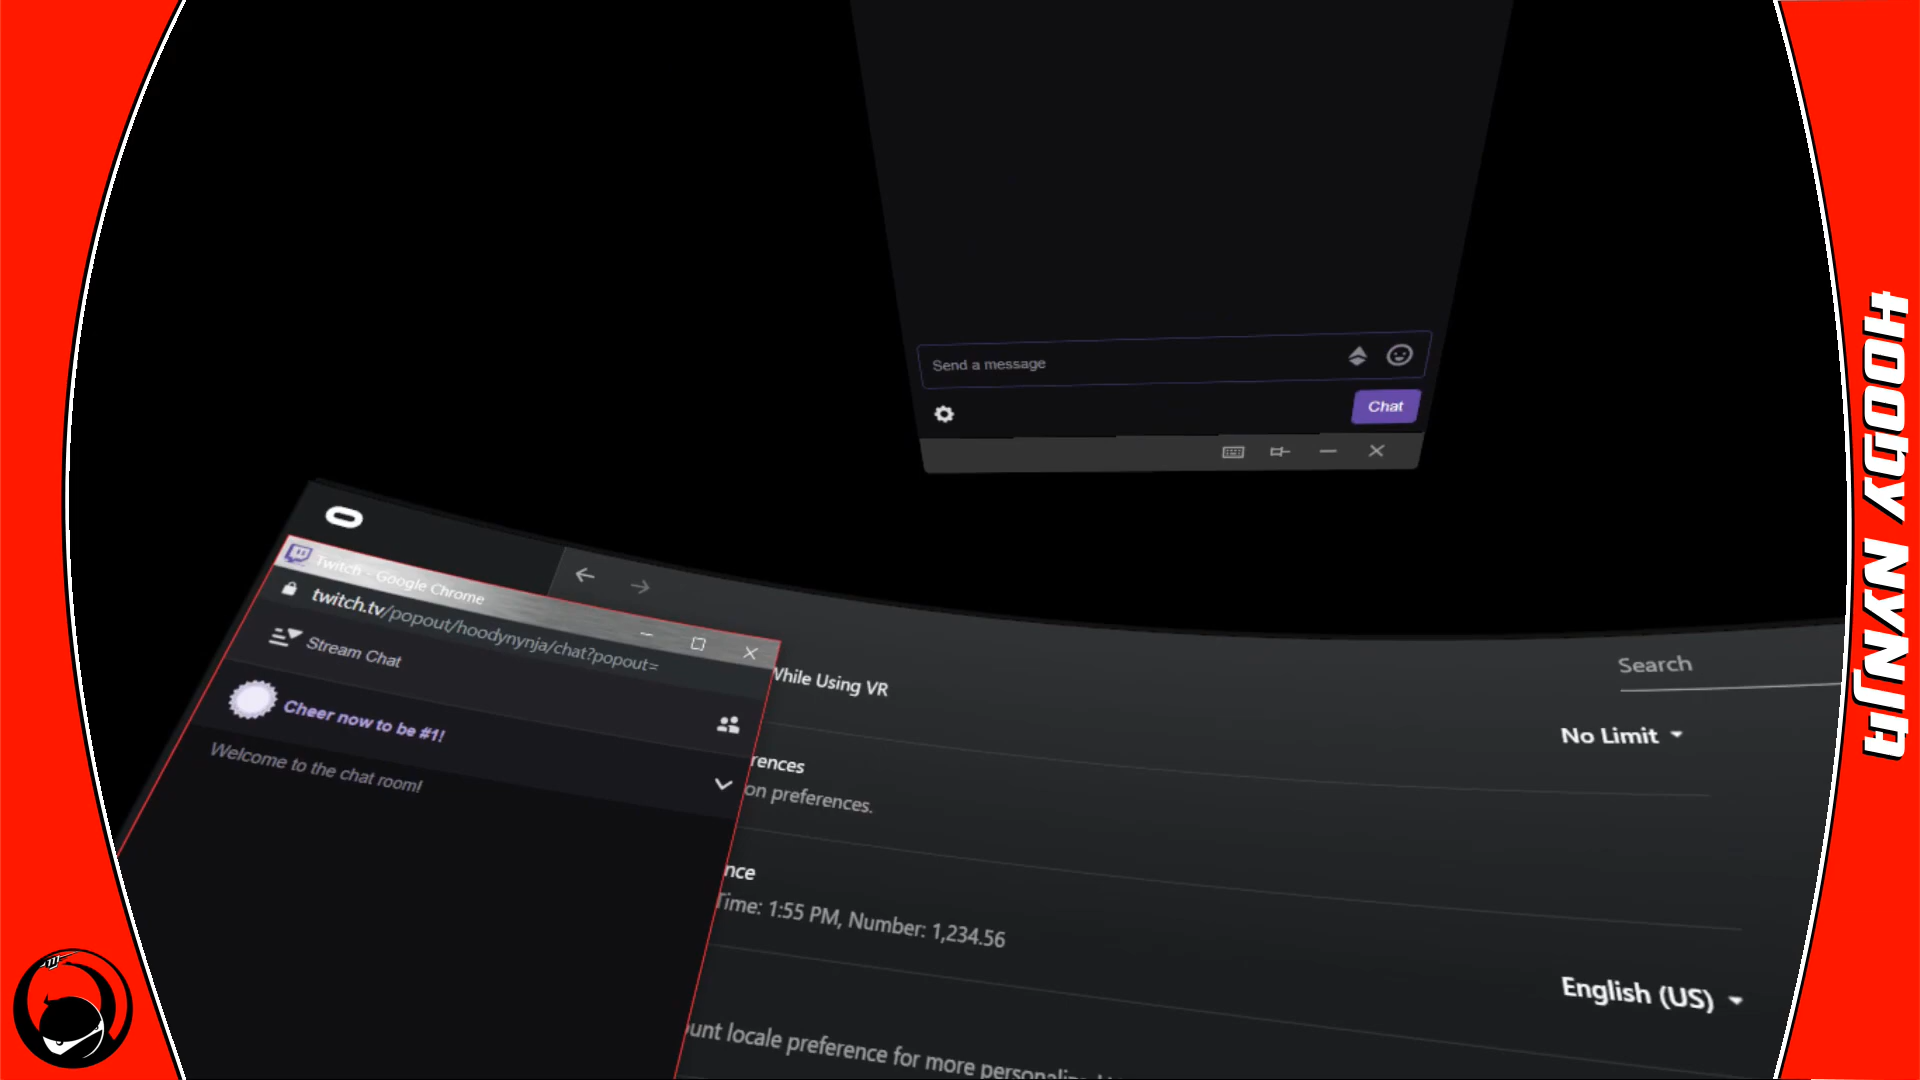 Send a message
Chat
Twitch - Google Chrome
twitch.tv/popout/hoodynynja/chat?popout=
Stream Chat
Cheer now to be #1!
Welcome to the chat room!
While Using VR
Search
No Limit
rences
on preferences.
nce
Time: 1:55 PM, Number: 1,234.56
English (US)
unt locale preference for more
HOODY NYNJA